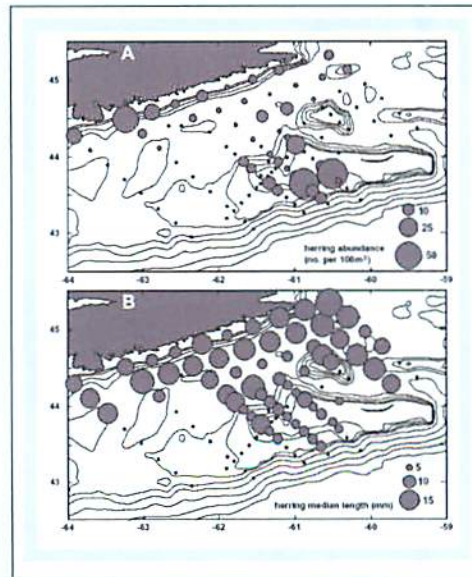 A
45
44
43
10
25
50
herring abundance
(no. per 100m³)
-64 -63 -62 -61 -60 -59
B
45
44
43
5
10
15
herring median length (mm)
-64 -63 -62 -61 -60 -59